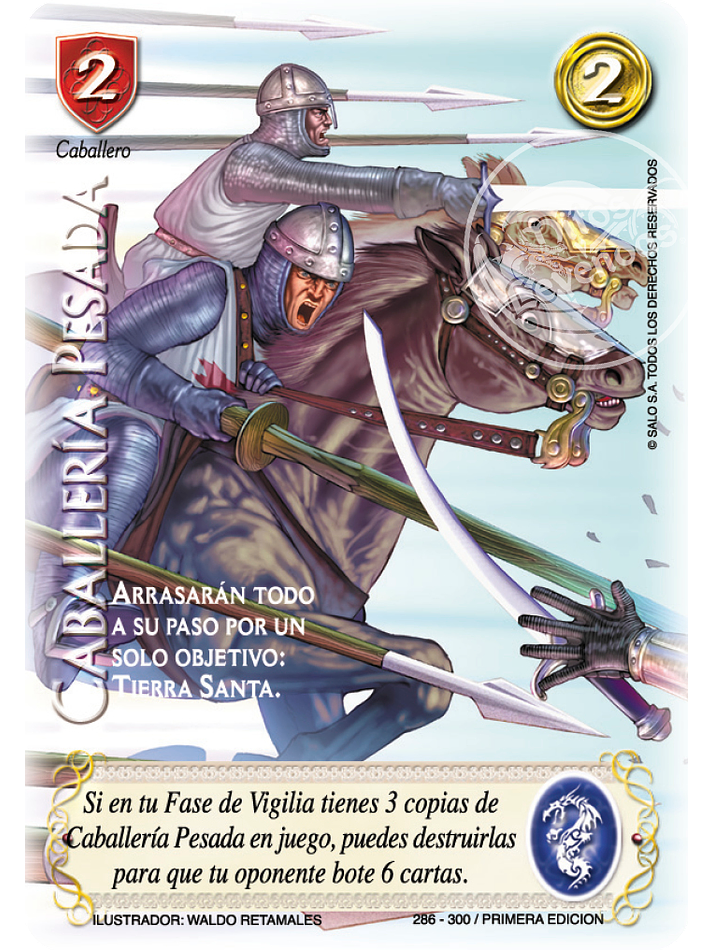 2
2
Caballero
CABALLERÍA PESADA
© SALO S.A. TODOS LOS DERECHOS RESERVADOS
ARRASARÁN TODO
A SU PASO POR UN
SOLO OBJETIVO:
TIERRA SANTA.
Si en tu Fase de Vigilia tienes 3 copias de
Caballería Pesada en juego, puedes destruirlas
para que tu oponente bote 6 cartas.
ILUSTRADOR: WALDO RETAMALES
286 - 300 / PRIMERA EDICION